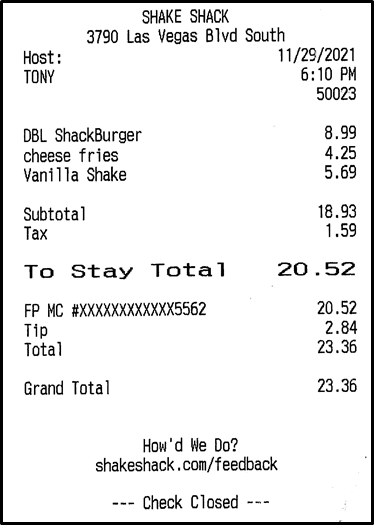 SHAKE SHACK
3790 Las Vegas Blvd South
Host: 11/29/2021
TONY 6:10 PM
50023
DBL ShackBurger 8.99
cheese fries 4.25
Vanilla Shake 5.69
Subtotal 18.93
Tax 1.59
To Stay Total 20.52
FP MC #XXXXXXXXXXXX5562 20.52
Tip 2.84
Total 23.36
Grand Total 23.36
How'd We Do?
shakeshack.com/feedback
--- Check Closed ---